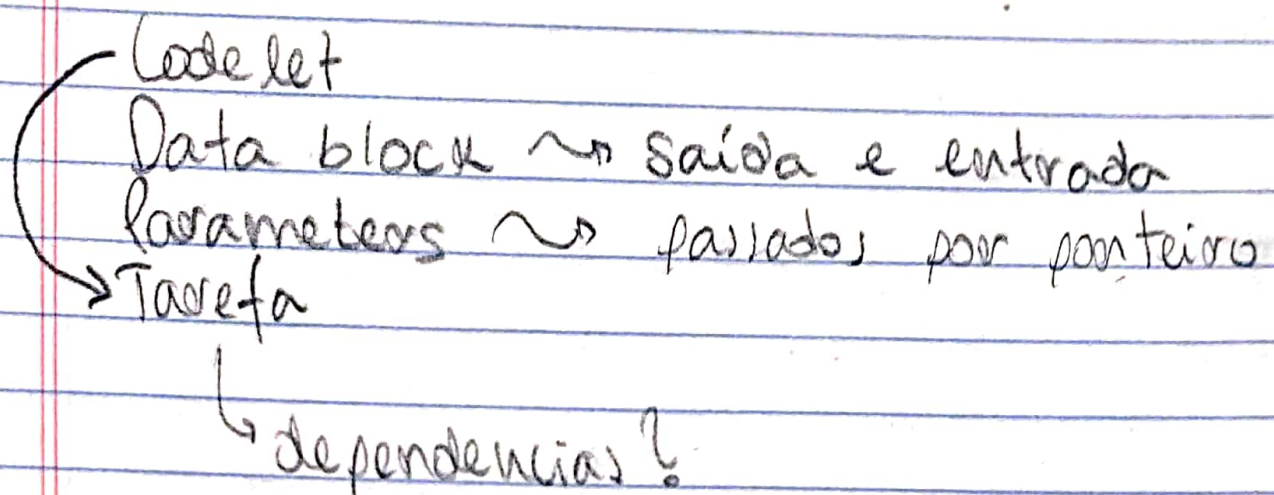 Codelet
Data block ⤳ saída e entrada
Parameters ⤳ passados por ponteiro
Tarefa
dependencias?